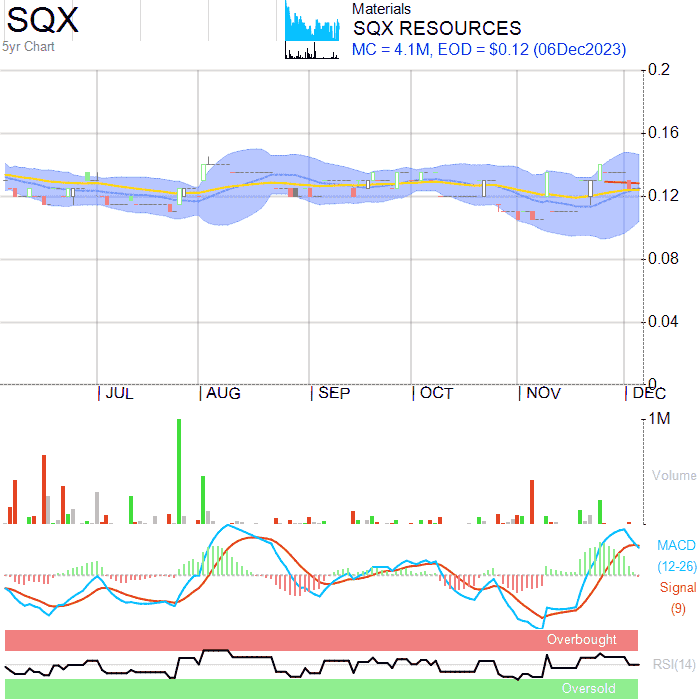 SQX
5yr Chart
Materials
SQX RESOURCES
MC = 4.1M, EOD = $0.12 (06Dec2023)
0.2
0.16
0.12
0.08
0.04
0
JUL
AUG
SEP
OCT
NOV
DEC
1M
Volume
MACD
(12-26)
Signal
(9)
Overbought
RSI(14)
Oversold